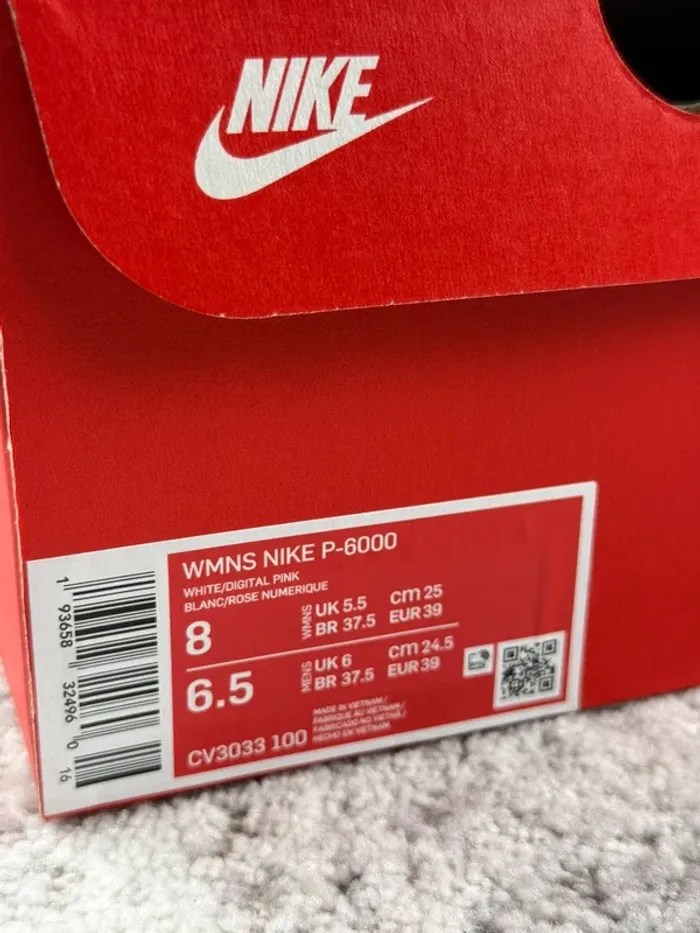 NIKE
WMNS NIKE P-6000
WHITE/DIGITAL PINK
BLANC/ROSE NUMERIQUE
8
WMNS
UK 5.5 cm 25
BR 37.5 EUR 39
6.5
MENS
UK 6 cm 24.5
BR 37.5 EUR 39
CV3033 100
MADE IN VIETNAM /
FABRIQUE AU VIETNAM /
FABRICADO NO VIETNÃ /
HECHO EN VIETNAM
1 93658 32496 0 16